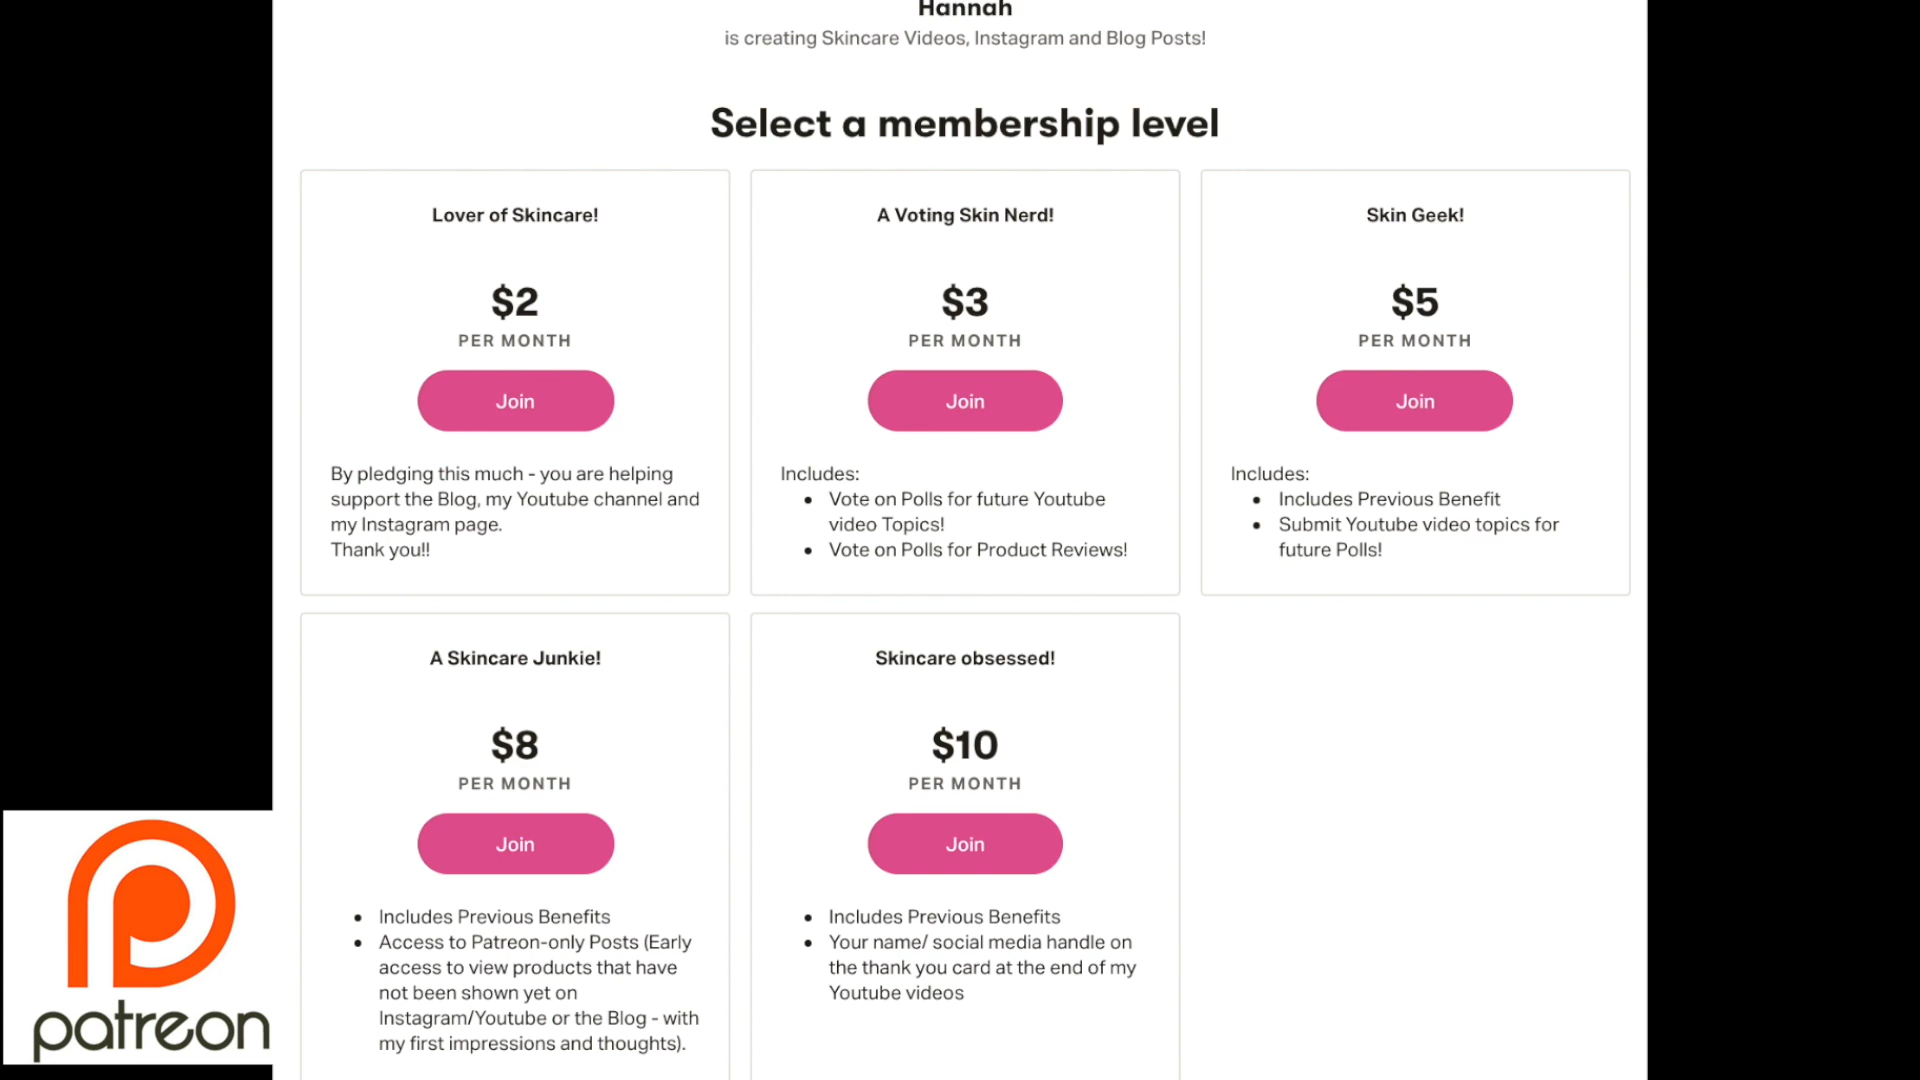 Hannah
is creating Skincare Videos, Instagram and Blog Posts!
Select a membership level
Lover of Skincare!
$2
PER MONTH
Join
By pledging this much - you are helping
support the Blog, my Youtube channel and
my Instagram page.
Thank you!!
A Voting Skin Nerd!
$3
PER MONTH
Join
Includes:
• Vote on Polls for future Youtube
video Topics!
• Vote on Polls for Product Reviews!
Skin Geek!
$5
PER MONTH
Join
Includes:
• Includes Previous Benefit
• Submit Youtube video topics for
future Polls!
A Skincare Junkie!
$8
PER MONTH
Join
• Includes Previous Benefits
• Access to Patreon-only Posts (Early
access to view products that have
not been shown yet on
Instagram/Youtube or the Blog - with
my first impressions and thoughts).
Skincare obsessed!
$10
PER MONTH
Join
• Includes Previous Benefits
• Your name/ social media handle on
the thank you card at the end of my
Youtube videos
patreon